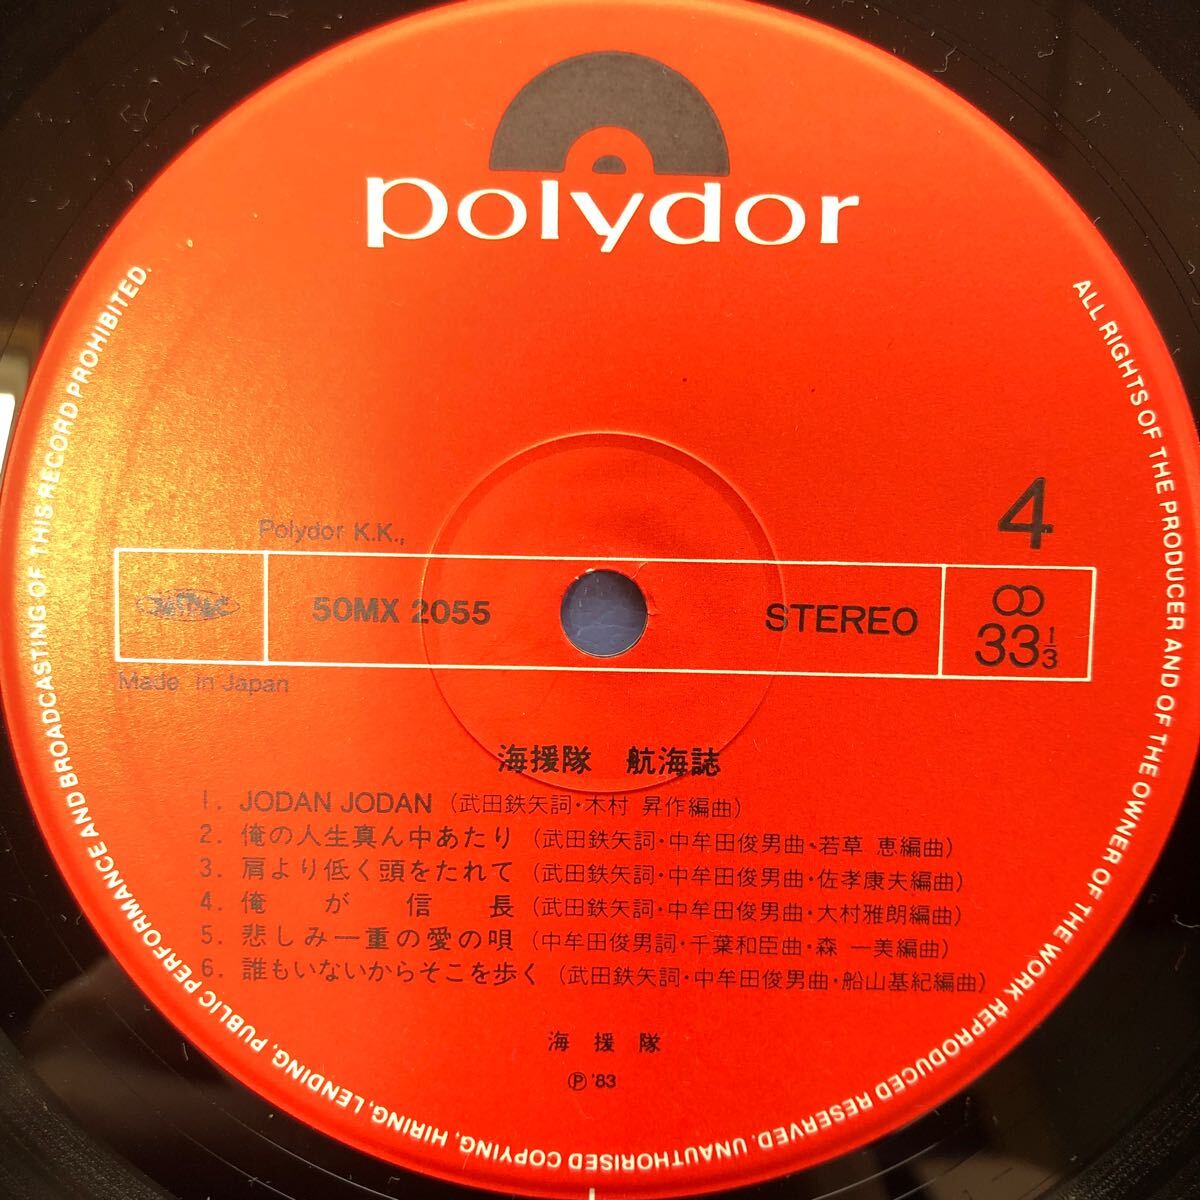 polydor
4
Polydor K.K.,
50MX 2055
STEREO
33 1/3
Made in Japan
海援隊 航海誌
1. JODAN JODAN (武田鉄矢詞・木村 昇作編曲)
2. 俺の人生真ん中あたり (武田鉄矢詞・中牟田俊男曲・若草 恵編曲)
3. 肩より低く頭をたれて (武田鉄矢詞・中牟田俊男曲・佐孝康夫編曲)
4. 俺が信長 (武田鉄矢詞・中牟田俊男曲・大村雅朗編曲)
5. 悲しみ一重の愛の唄 (中牟田俊男詞・千葉和臣曲・森 一美編曲)
6. 誰もいないからそこを歩く (武田鉄矢詞・中牟田俊男曲・船山基紀編曲)
海援隊
Ⓟ '83
ALL RIGHTS OF THE PRODUCER AND OF THE OWNER OF THE WORK REPRODUCED RESERVED. UNAUTHORISED COPYING, HIRING, LENDING, PUBLIC PERFORMANCE AND BROADCASTING OF THIS RECORD PROHIBITED.